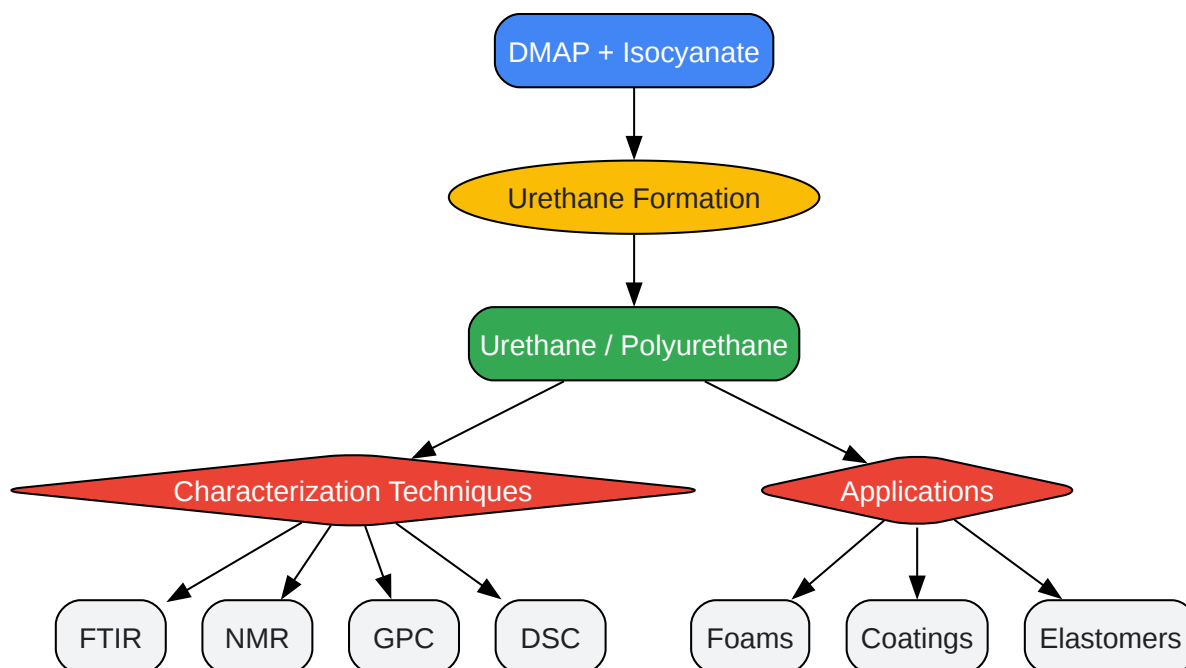 DMAP + Isocyanate
Urethane Formation
Urethane / Polyurethane
Characterization Techniques
Applications
FTIR
NMR
GPC
DSC
Foams
Coatings
Elastomers